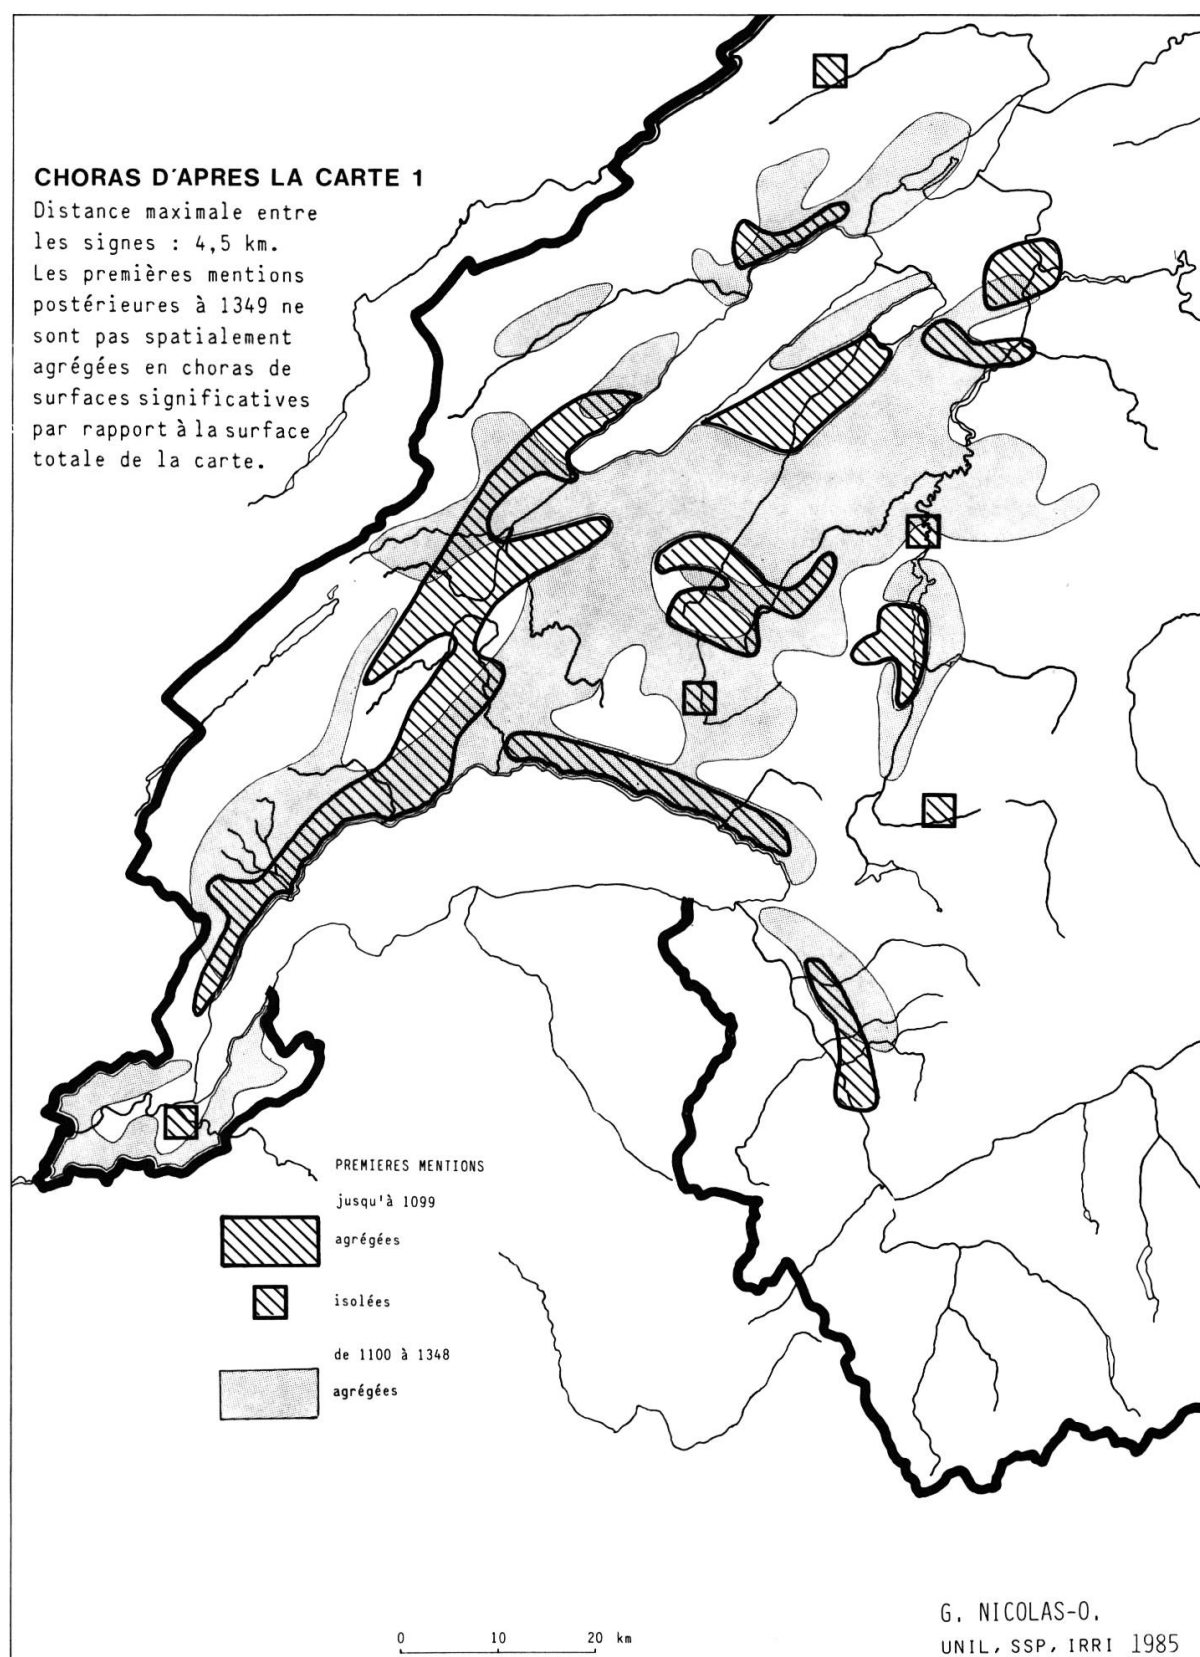 CHORAS D'APRES LA CARTE 1
Distance maximale entre
les signes : 4,5 km.
Les premières mentions
postérieures à 1349 ne
sont pas spatialement
agrégées en choras de
surfaces significatives
par rapport à la surface
totale de la carte.
PREMIERES MENTIONS
jusqu'à 1099
agrégées
isolées
de 1100 à 1348
agrégées
0 10 20 km
G. NICOLAS-O.
UNIL, SSP, IRRI 1985